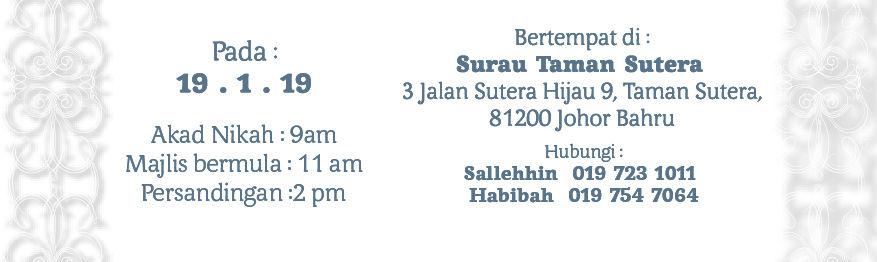 Pada :
19 . 1 . 19
Akad Nikah : 9am
Majlis bermula : 11 am
Persandingan :2 pm
Bertempat di :
Surau Taman Sutera
3 Jalan Sutera Hijau 9, Taman Sutera,
81200 Johor Bahru
Hubungi :
Sallehhin 019 723 1011
Habibah 019 754 7064